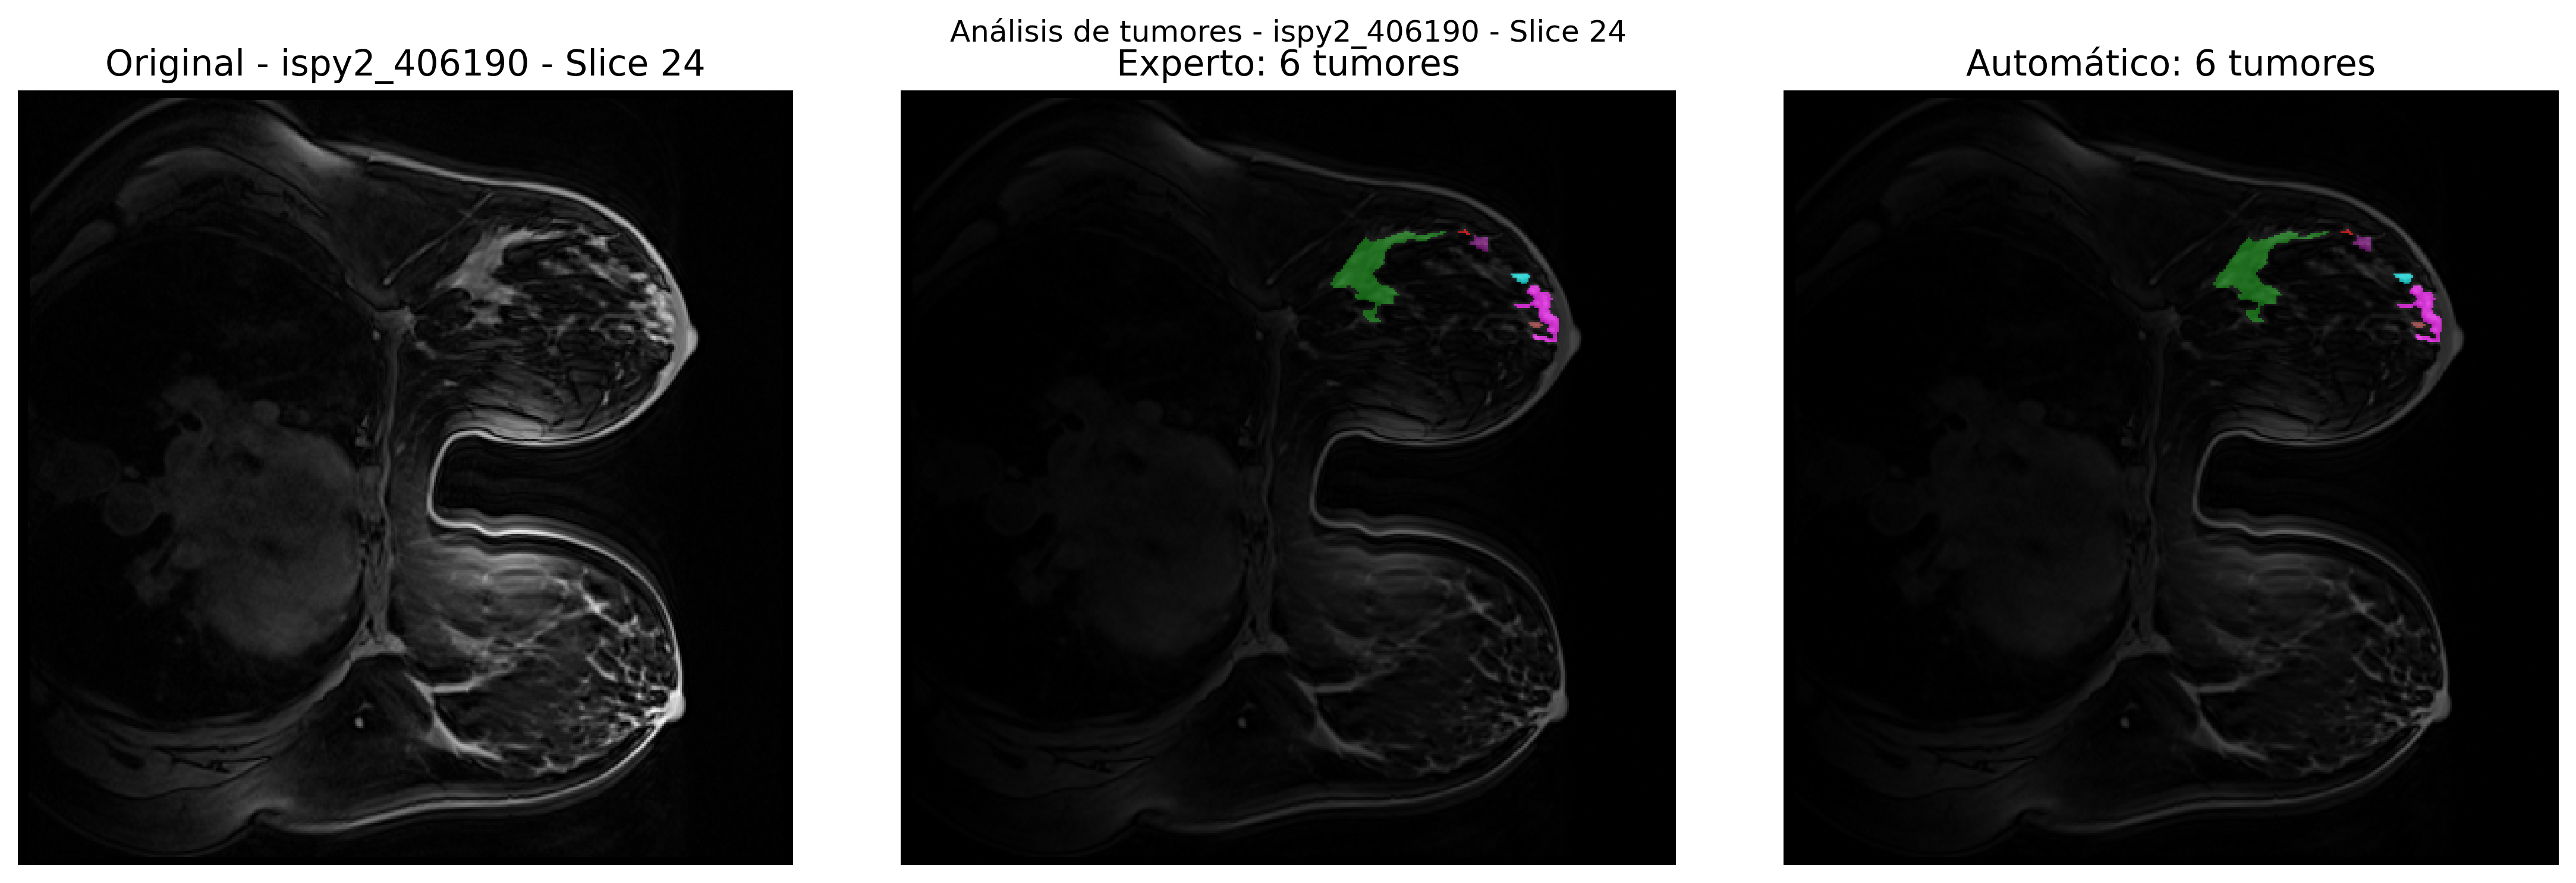 Análisis de tumores - ispy2_406190 - Slice 24
Original - ispy2_406190 - Slice 24
Experto: 6 tumores
Automático: 6 tumores